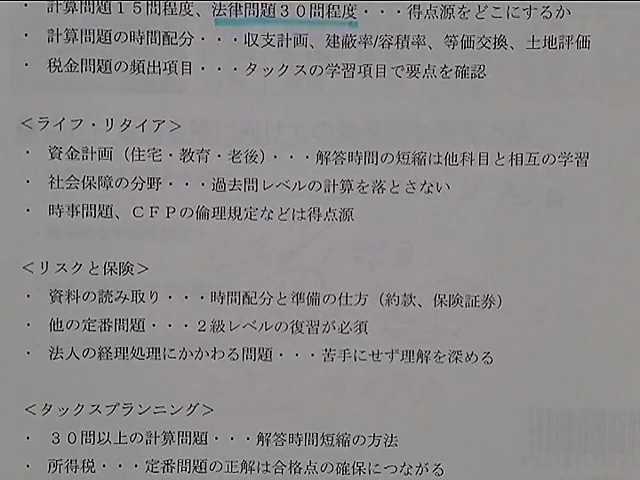 ・ 計算問題１５問程度、法律問題３０問程度・・・得点源をどこにするか
・ 計算問題の時間配分・・・収支計画、建蔽率/容積率、等価交換、土地評価
・ 税金問題の頻出項目・・・タックスの学習項目で要点を確認
＜ライフ・リタイア＞
・ 資金計画（住宅・教育・老後）・・・解答時間の短縮は他科目と相互の学習
・ 社会保障の分野・・・過去問レベルの計算を落とさない
・ 時事問題、ＣＦＰの倫理規定などは得点源
＜リスクと保険＞
・ 資料の読み取り・・・時間配分と準備の仕方（約款、保険証券）
・ 他の定番問題・・・２級レベルの復習が必須
・ 法人の経理処理にかかわる問題・・・苦手にせず理解を深める
＜タックスプランニング＞
・ ３０問以上の計算問題・・・解答時間短縮の方法
・ 所得税・・・定番問題の正解は合格点の確保につながる